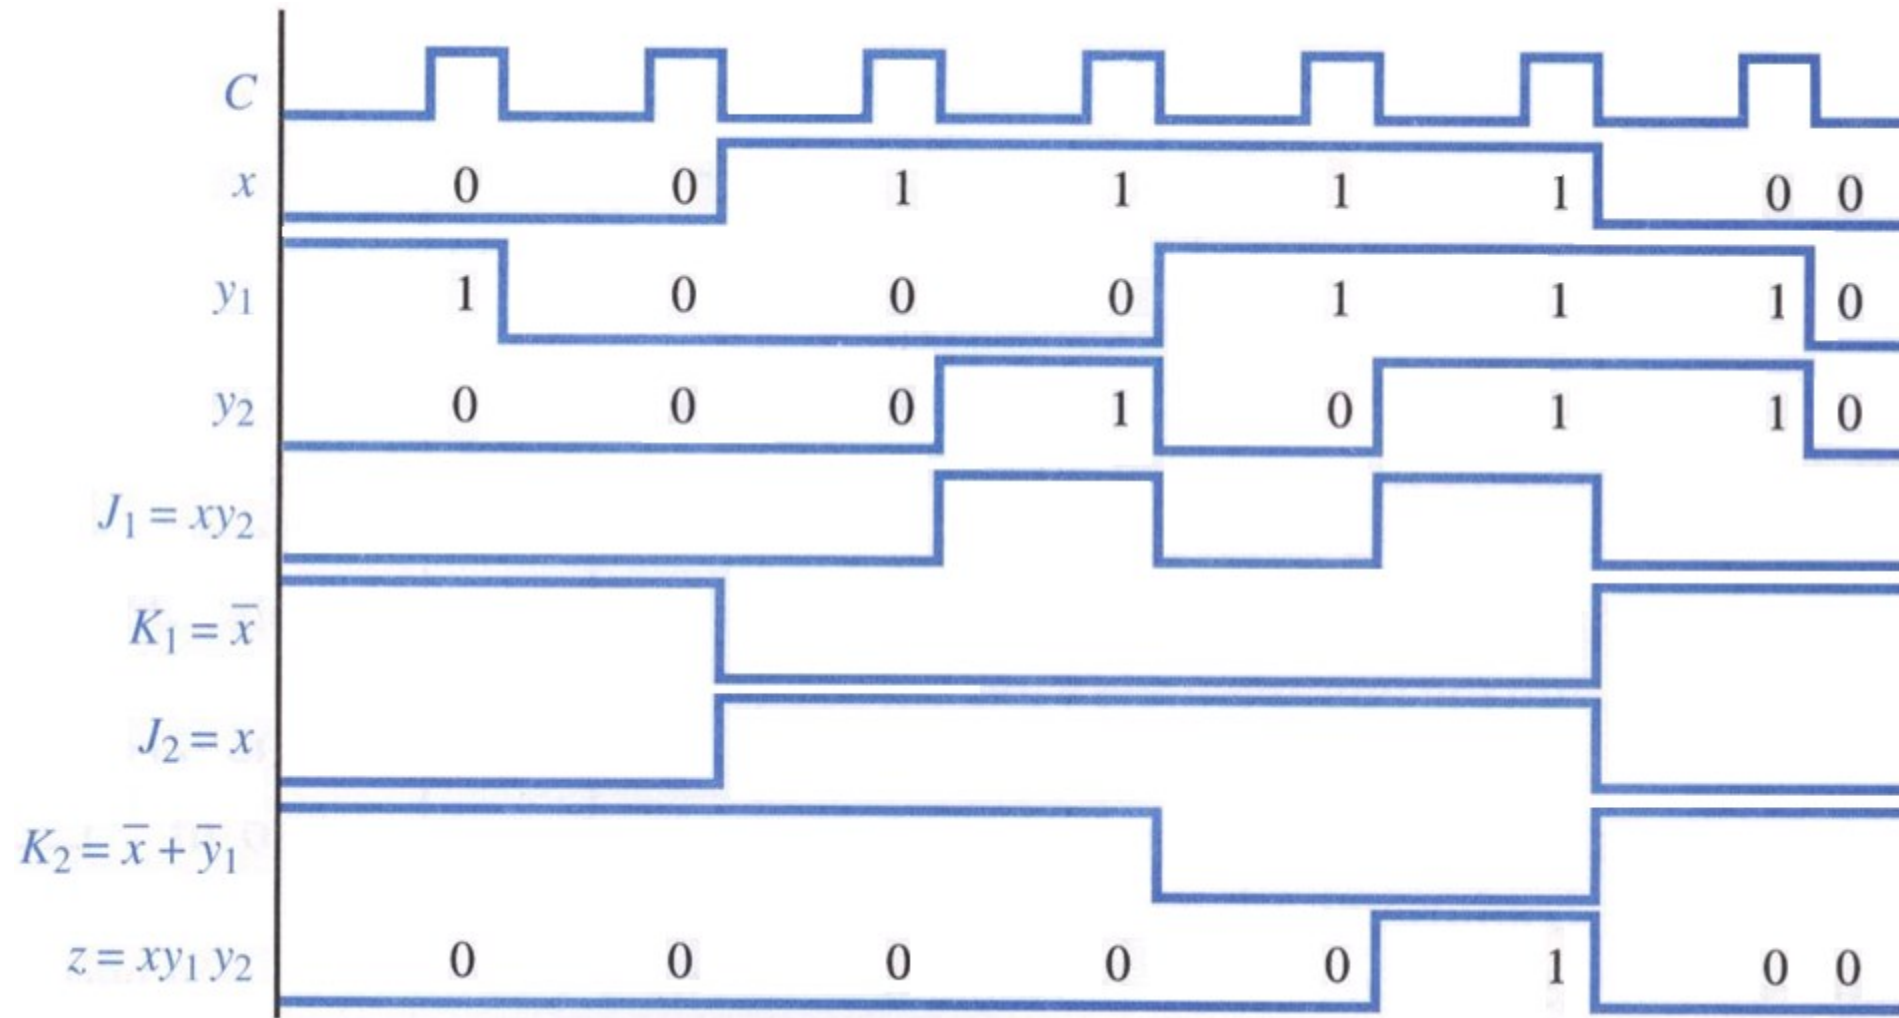 C
x 0 0 1 1 1 1 0 0
y₁ 1 0 0 0 1 1 1 0
y₂ 0 0 0 1 0 1 1 0
J₁ = xy₂
K₁ = x̅
J₂ = x
K₂ = x̅ + y̅₁
z = xy₁ y₂ 0 0 0 0 0 1 0 0